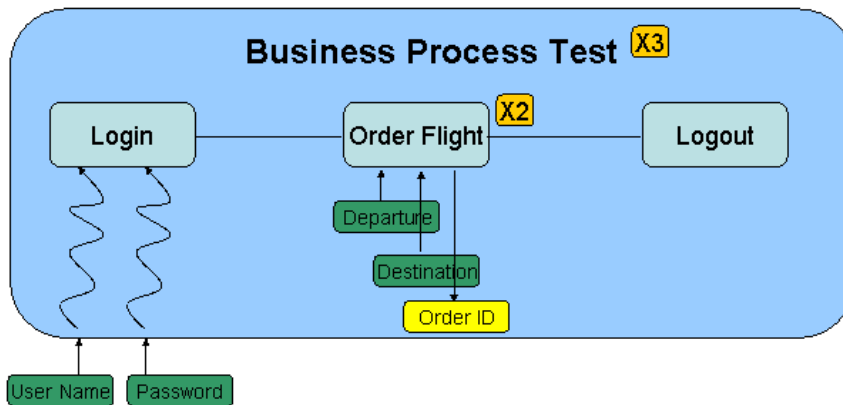 Business Process Test X3
Login
Order Flight X2
Logout
Departure
Destination
Order ID
User Name
Password